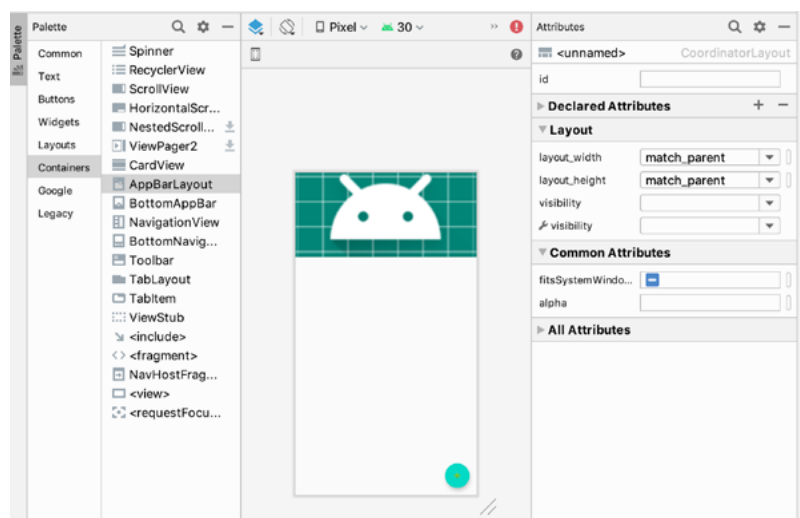 Palette
Palette
Common
Text
Buttons
Widgets
Layouts
Containers
Google
Legacy
Spinner
RecyclerView
ScrollView
HorizontalScr...
NestedScroll...
ViewPager2
CardView
AppBarLayout
BottomAppBar
NavigationView
BottomNavig...
Toolbar
TabLayout
TabItem
ViewStub
<include>
<fragment>
NavHostFrag...
<view>
<requestFocu...
Pixel
30
Attributes
<unnamed> CoordinatorLayout
id
Declared Attributes
Layout
layout_width match_parent
layout_height match_parent
visibility
visibility
Common Attributes
fitsSystemWindo...
alpha
All Attributes